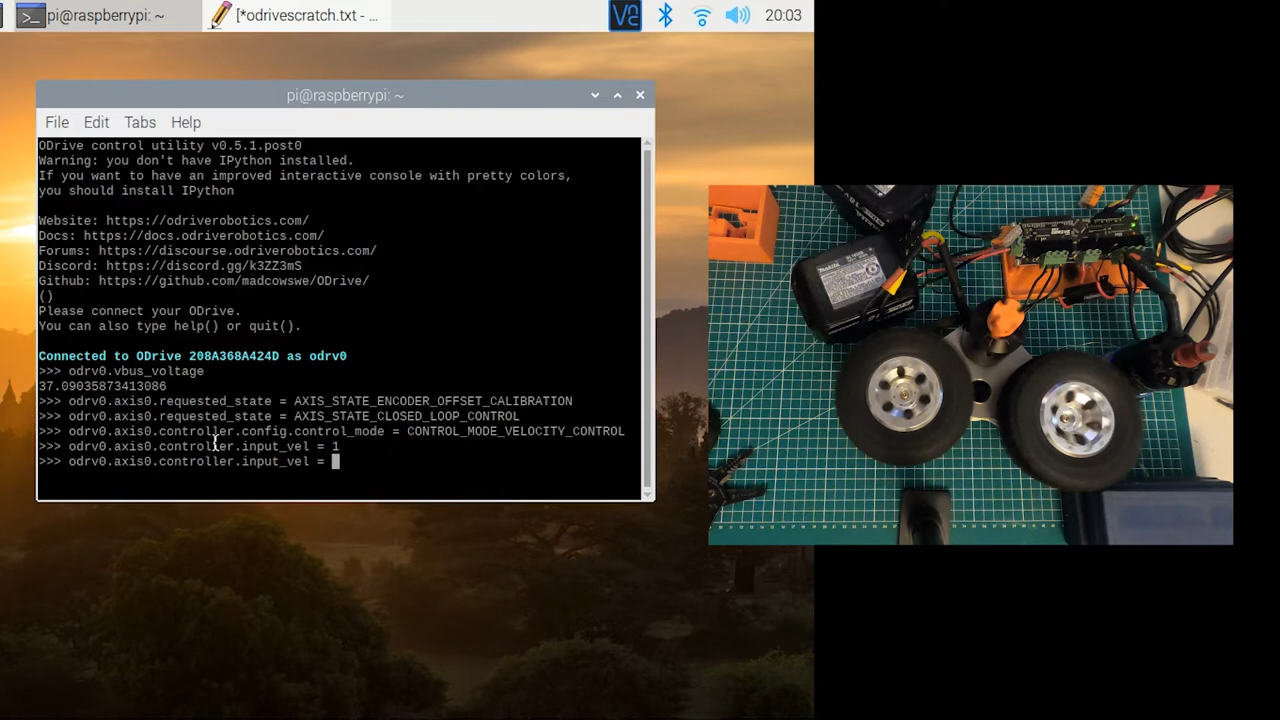 pi@raspberrypi: ~
[*odrivescratch.txt - ...
20:03
pi@raspberrypi: ~
File Edit Tabs Help
ODrive control utility v0.5.1.post0
Warning: you don't have IPython installed.
If you want to have an improved interactive console with pretty colors,
you should install IPython
Website: https://odriverobotics.com/
Docs: https://docs.odriverobotics.com/
Forums: https://discourse.odriverobotics.com/
Discord: https://discord.gg/k3ZZ3mS
Github: https://github.com/madcowswe/ODrive/
()
Please connect your ODrive.
You can also type help() or quit().
Connected to ODrive 208A368A424D as odrv0
>>> odrv0.vbus_voltage
37.09035873413086
>>> odrv0.axis0.requested_state = AXIS_STATE_ENCODER_OFFSET_CALIBRATION
>>> odrv0.axis0.requested_state = AXIS_STATE_CLOSED_LOOP_CONTROL
>>> odrv0.axis0.controller.config.control_mode = CONTROL_MODE_VELOCITY_CONTROL
>>> odrv0.axis0.controller.input_vel = 1
>>> odrv0.axis0.controller.input_vel =